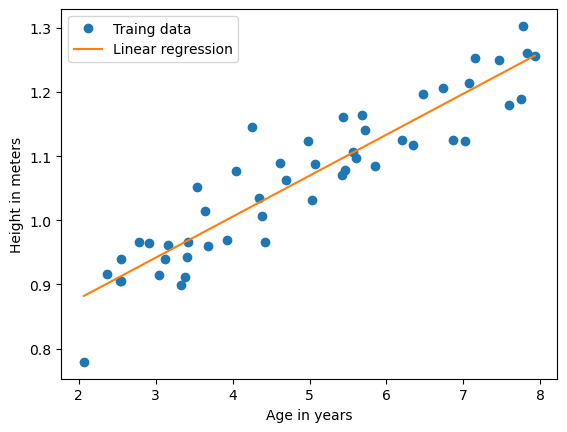 Traing data
Linear regression
1.3
1.2
1.1
1.0
0.9
0.8
Height in meters
2 3 4 5 6 7 8
Age in years